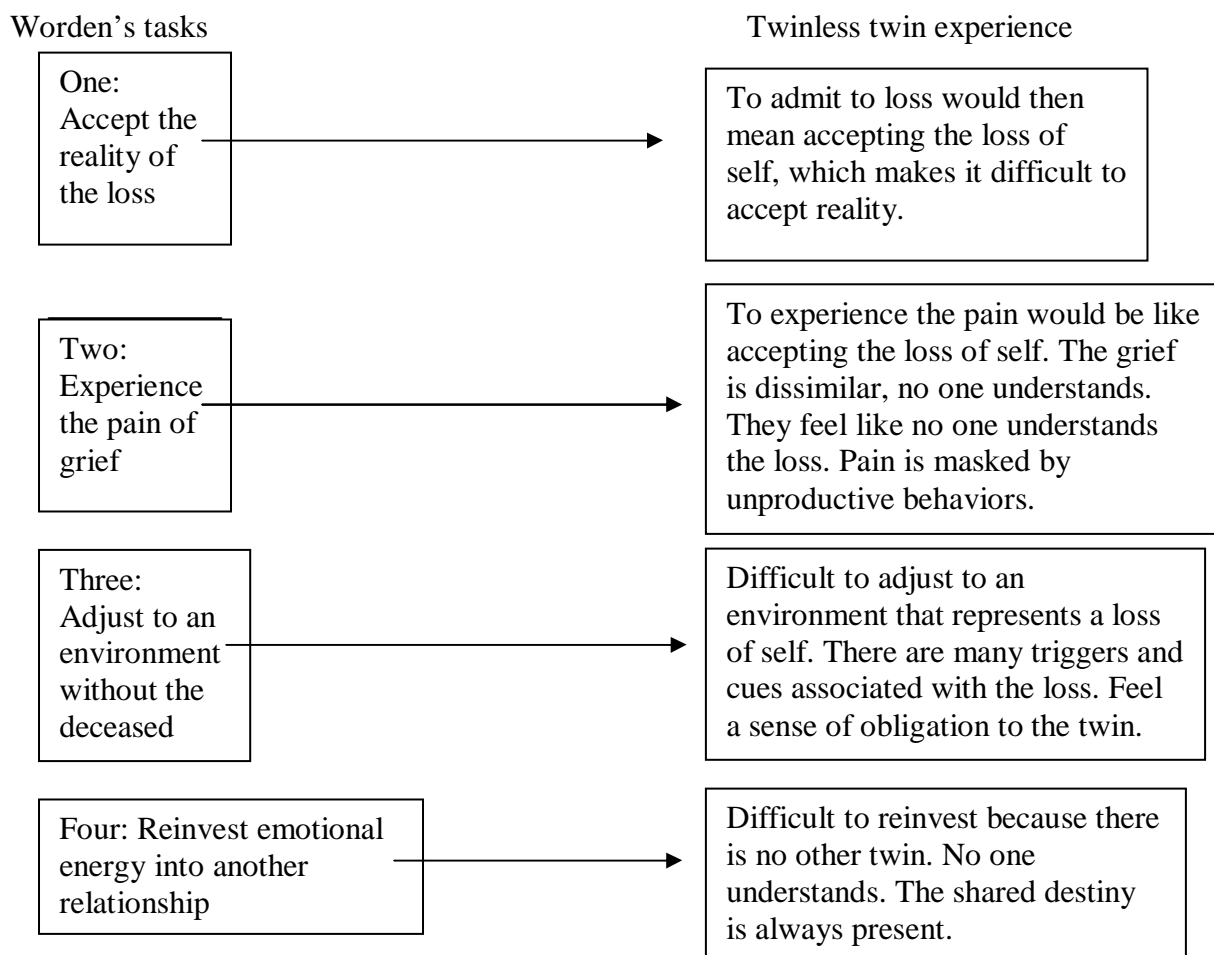 Worden’s tasks
Twinless twin experience
One:
Accept the
reality of
the loss
To admit to loss would then
mean accepting the loss of
self, which makes it difficult to
accept reality.
Two:
Experience
the pain of
grief
To experience the pain would be like
accepting the loss of self. The grief
is dissimilar, no one understands.
They feel like no one understands
the loss. Pain is masked by
unproductive behaviors.
Three:
Adjust to an
environment
without the
deceased
Difficult to adjust to an
environment that represents a loss
of self. There are many triggers and
cues associated with the loss. Feel
a sense of obligation to the twin.
Four: Reinvest emotional
energy into another
relationship
Difficult to reinvest because there
is no other twin. No one
understands. The shared destiny
is always present.